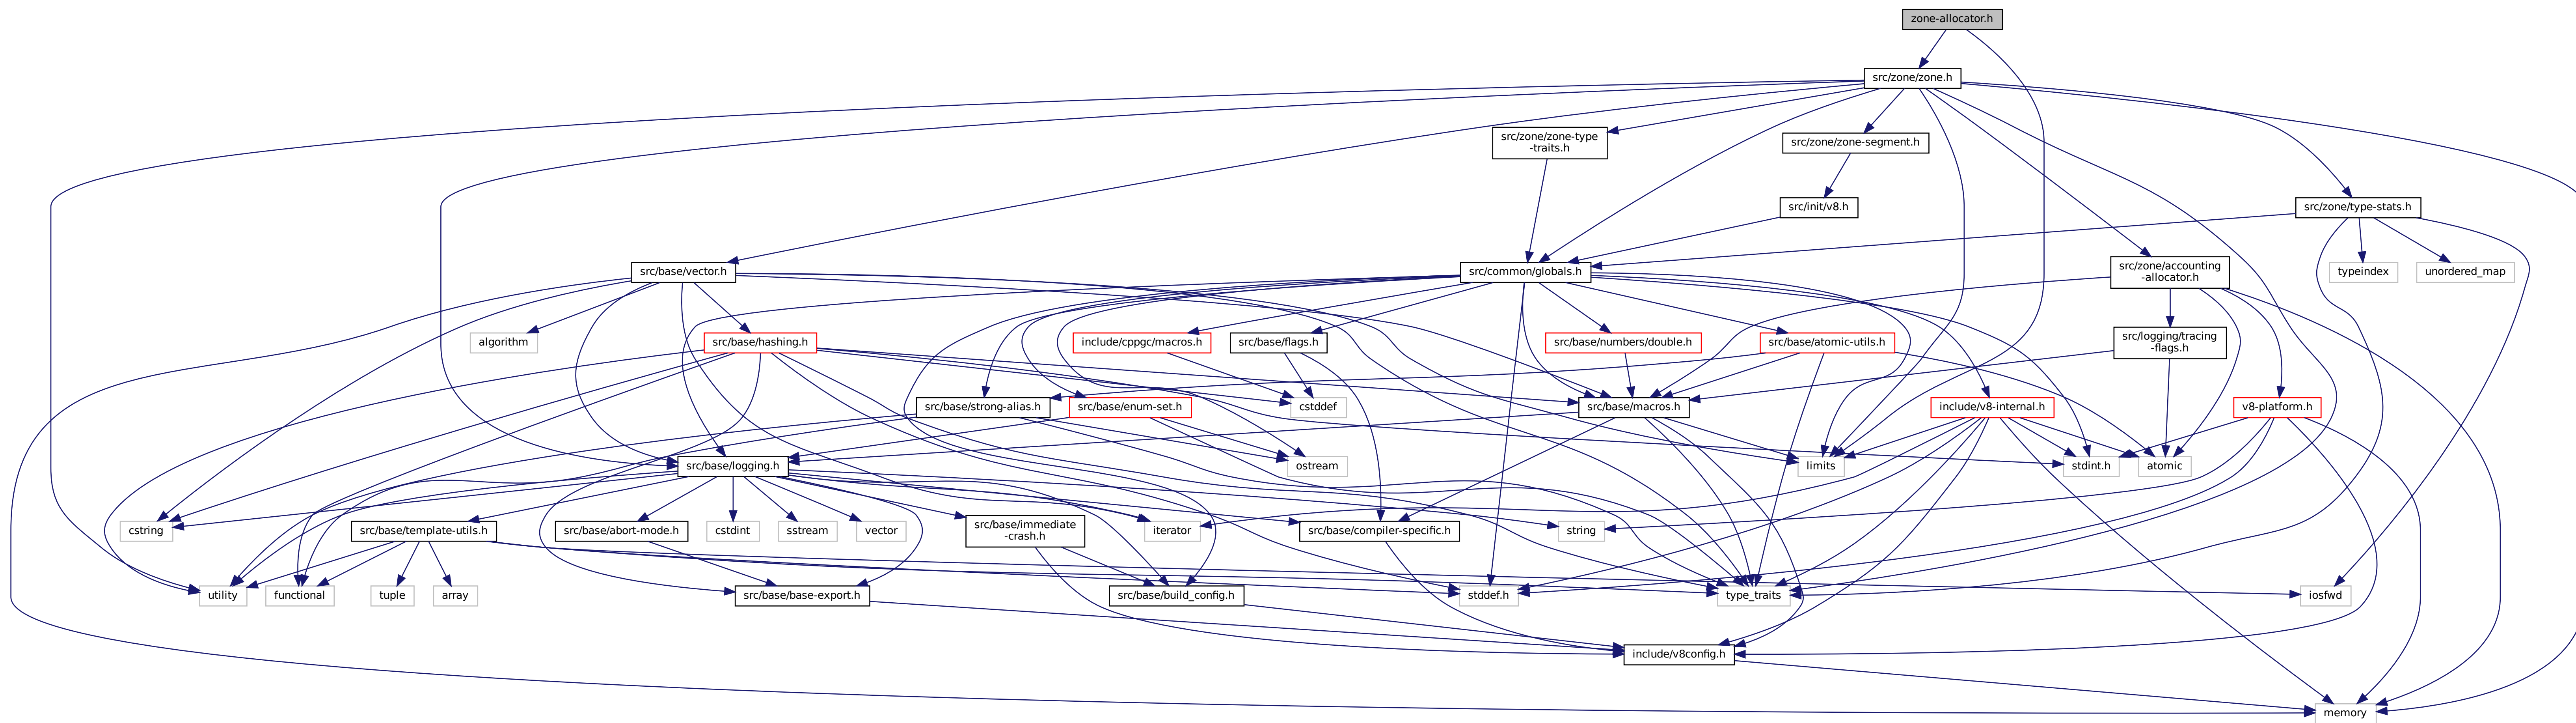 zone-allocator.h
src/zone/zone.h
src/zone/zone-type
-traits.h
src/zone/zone-segment.h
src/init/v8.h
src/zone/type-stats.h
src/base/vector.h
src/common/globals.h
src/zone/accounting
-allocator.h
typeindex
unordered_map
algorithm
src/base/hashing.h
include/cppgc/macros.h
src/base/flags.h
src/base/numbers/double.h
src/base/atomic-utils.h
src/logging/tracing
-flags.h
src/base/strong-alias.h
src/base/enum-set.h
cstddef
src/base/macros.h
include/v8-internal.h
v8-platform.h
src/base/logging.h
ostream
limits
stdint.h
atomic
cstring
src/base/template-utils.h
src/base/abort-mode.h
cstdint
sstream
vector
src/base/immediate
-crash.h
iterator
src/base/compiler-specific.h
string
utility
functional
tuple
array
src/base/base-export.h
src/base/build_config.h
stddef.h
type_traits
iosfwd
include/v8config.h
memory